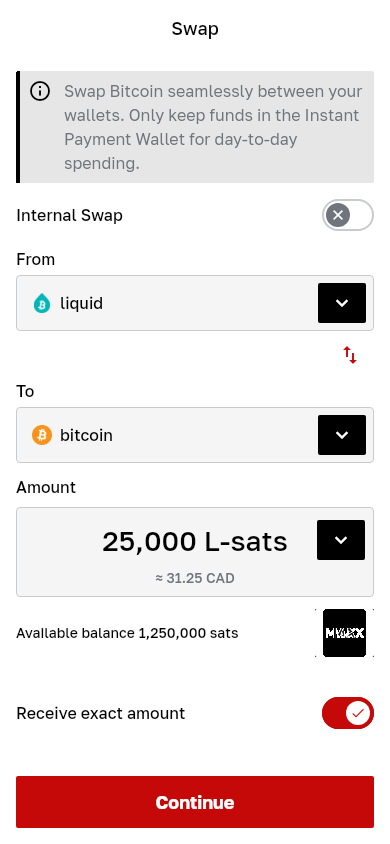 Swap
Swap Bitcoin seamlessly between your
wallets. Only keep funds in the Instant
Payment Wallet for day-to-day
spending.
Internal Swap
From
liquid
To
bitcoin
Amount
25,000 L-sats
≈ 31.25 CAD
Available balance 1,250,000 sats
Receive exact amount
Continue